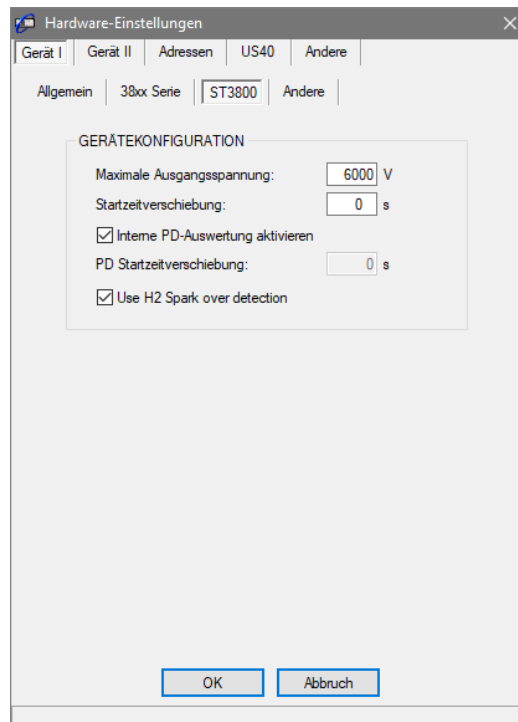 Hardware-Einstellungen
Gerät I Gerät II Adressen US40 Andere
Allgemein 38xx Serie ST3800 Andere
GERÄTEKONFIGURATION
Maximale Ausgangsspannung: 6000 V
Startzeitverschiebung: 0 s
Interne PD-Auswertung aktivieren
PD Startzeitverschiebung: 0 s
Use H2 Spark over detection
OK Abbruch